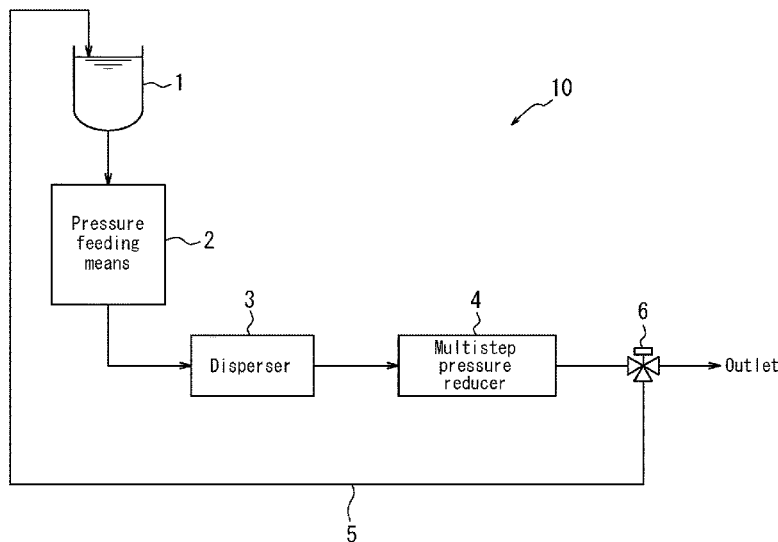 1
10
Pressure
feeding
means
2
3
4
6
Disperser
Multistep
pressure
reducer
Outlet
5